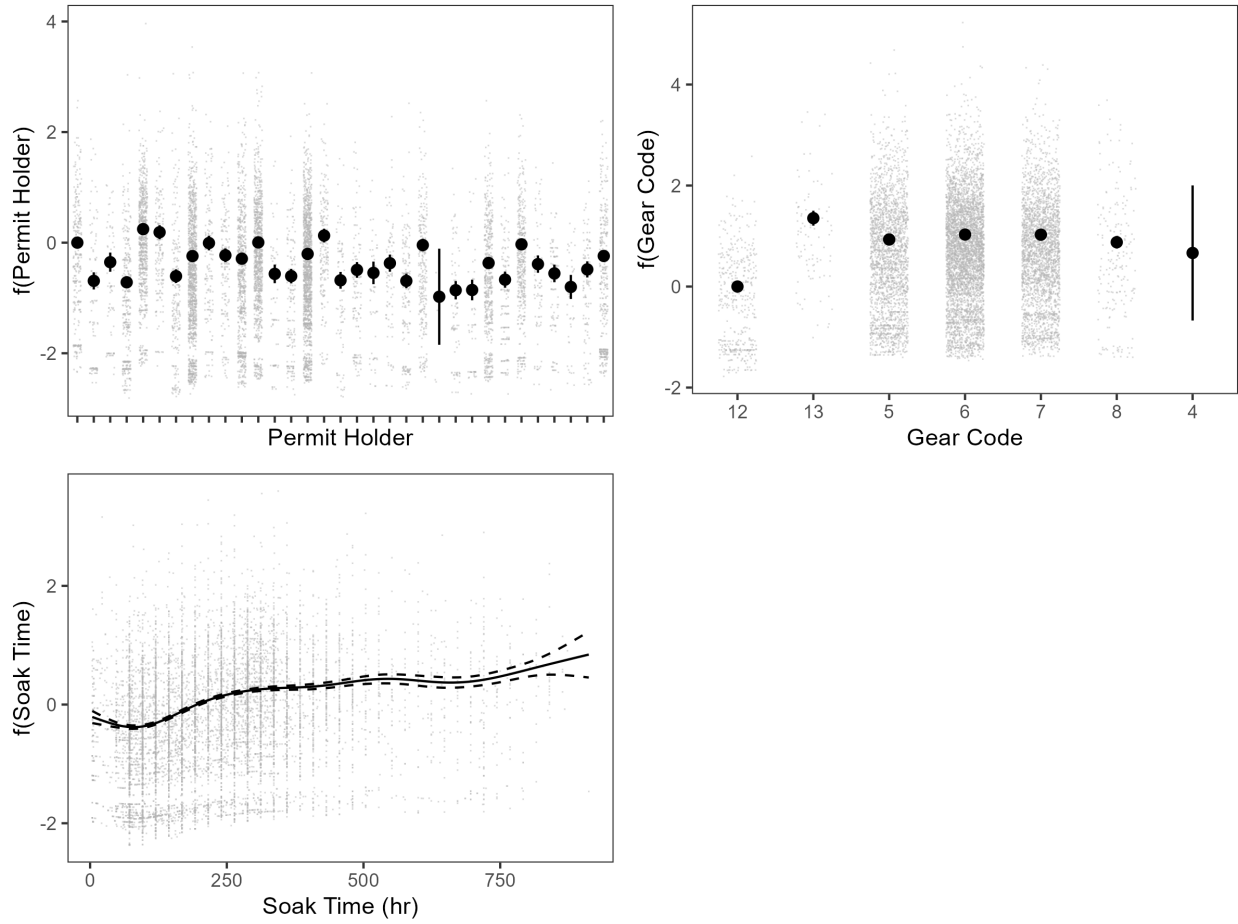 f(Permit Holder)
4
2
0
-2
Permit Holder
f(Gear Code)
4
2
0
-2
12 13 5 6 7 8 4
Gear Code
f(Soak Time)
2
0
-2
0 250 500 750
Soak Time (hr)